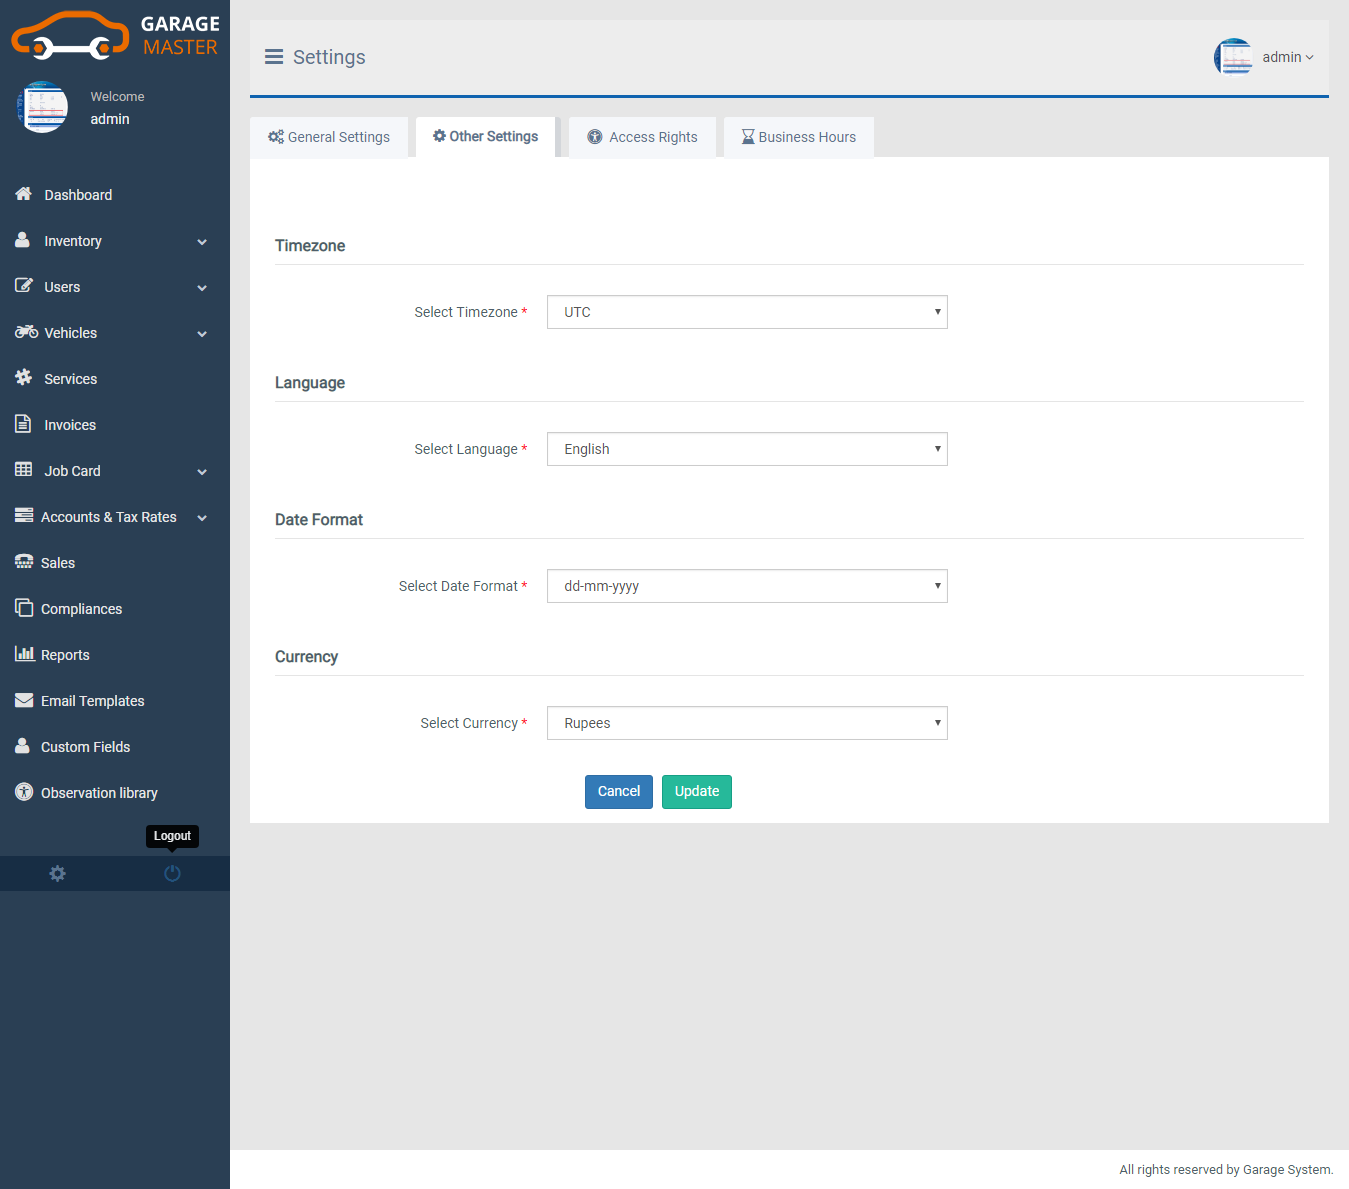 GARAGE
MASTER
Welcome
admin
Dashboard
Inventory
Users
Vehicles
Services
Invoices
Job Card
Accounts & Tax Rates
Sales
Compliances
Reports
Email Templates
Custom Fields
Observation library
Logout
Settings
admin
General Settings
Other Settings
Access Rights
Business Hours
Timezone
Select Timezone * UTC
Language
Select Language * English
Date Format
Select Date Format * dd-mm-yyyy
Currency
Select Currency * Rupees
Cancel Update
All rights reserved by Garage System.